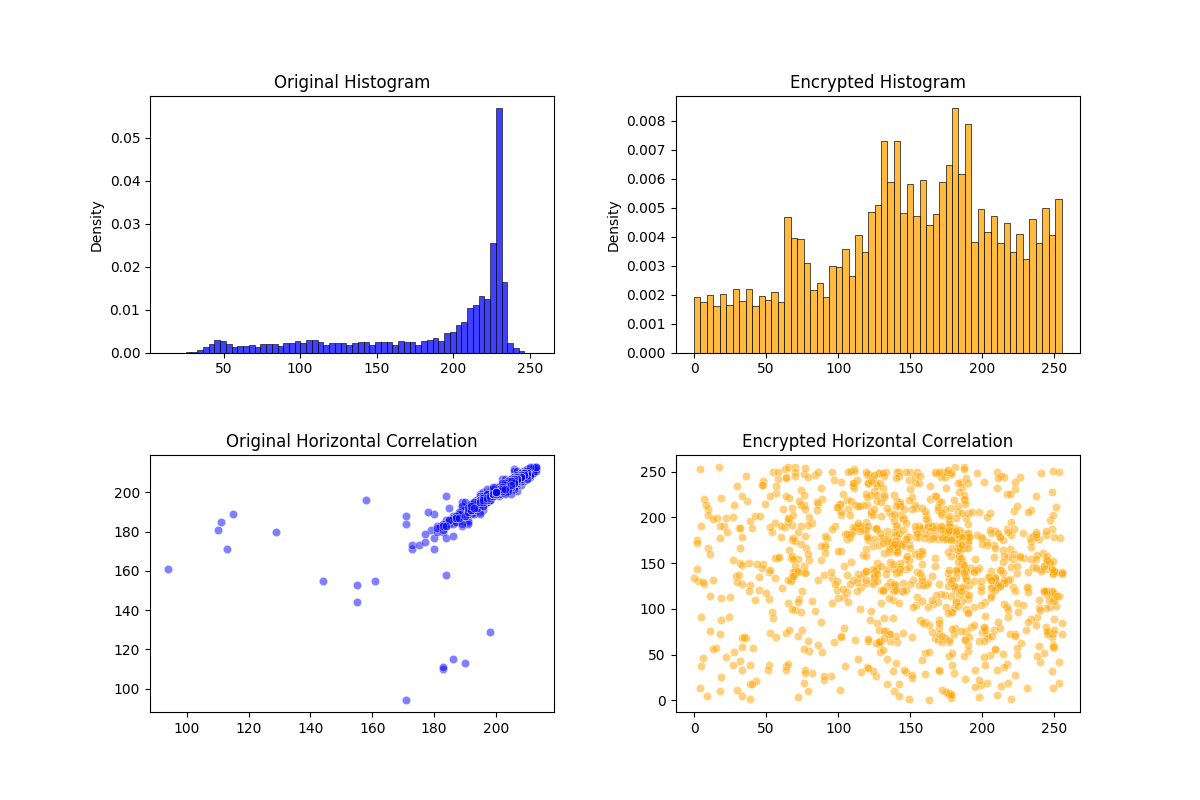 Original Histogram
Density
0.05
0.04
0.03
0.02
0.01
0.00
50 100 150 200 250
Encrypted Histogram
Density
0.008
0.007
0.006
0.005
0.004
0.003
0.002
0.001
0.000
0 50 100 150 200 250
Original Horizontal Correlation
200
180
160
140
120
100
100 120 140 160 180 200
Encrypted Horizontal Correlation
250
200
150
100
50
0
0 50 100 150 200 250